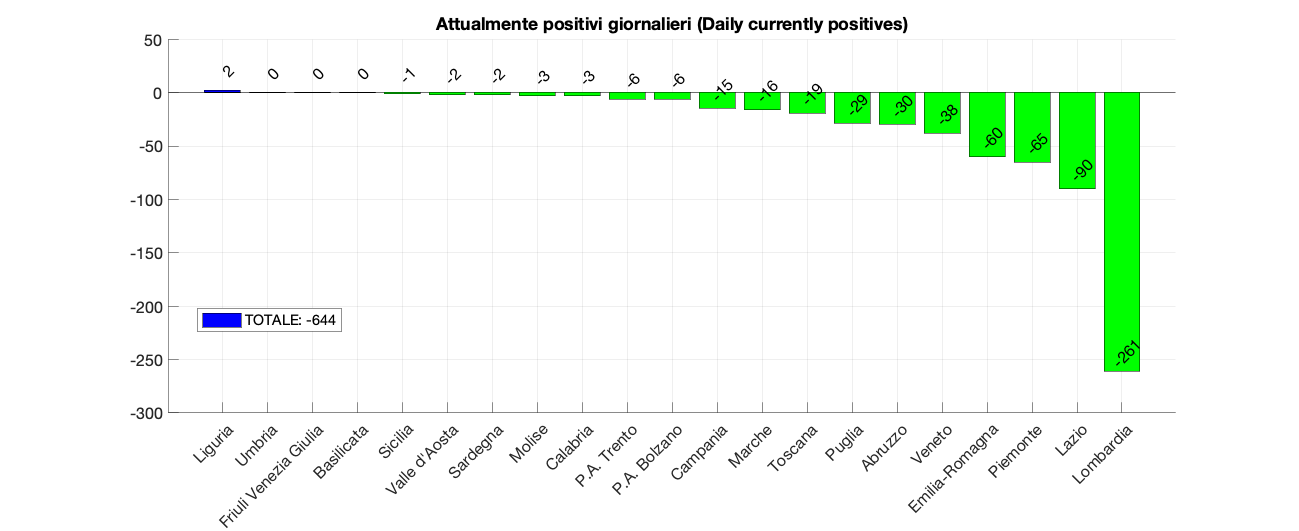 Attualmente positivi giornalieri (Daily currently positives)
50
0
-50
-100
-150
-200
-250
-300
2
0
0
0
-1
-2
-2
-3
-3
-6
-6
-15
-16
-19
-29
-30
-38
-60
-65
-90
-261
TOTALE: -644
Liguria
Umbria
Friuli Venezia Giulia
Basilicata
Sicilia
Valle d'Aosta
Sardegna
Molise
Calabria
P.A. Trento
P.A. Bolzano
Campania
Marche
Toscana
Puglia
Abruzzo
Veneto
Emilia-Romagna
Piemonte
Lazio
Lombardia